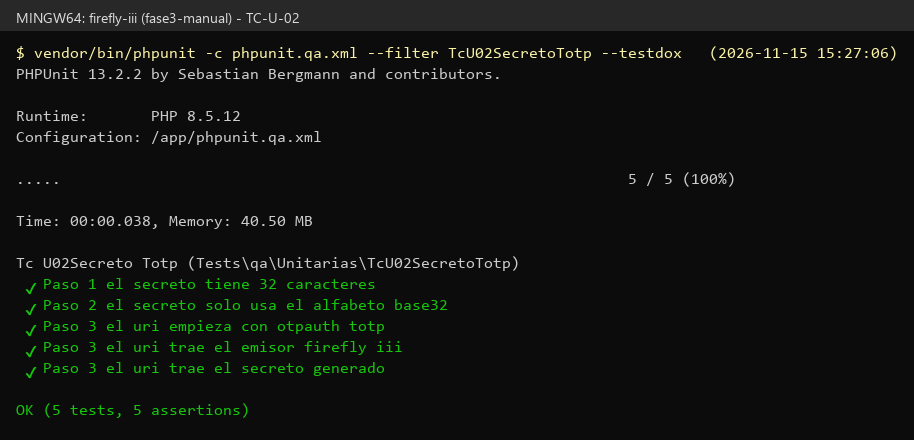 MINGW64: firefly-iii (fase3-manual) - TC-U-02
$ vendor/bin/phpunit -c phpunit.qa.xml --filter TcU02SecretoTotp --testdox   (2026-11-15 15:27:06)
PHPUnit 13.2.2 by Sebastian Bergmann and contributors.
Runtime:       PHP 8.5.12
Configuration: /app/phpunit.qa.xml
.....                                                               5 / 5 (100%)
Time: 00:00.038, Memory: 40.50 MB
Tc U02Secreto Totp (Tests\qa\Unitarias\TcU02SecretoTotp)
✓ Paso 1 el secreto tiene 32 caracteres
✓ Paso 2 el secreto solo usa el alfabeto base32
✓ Paso 3 el uri empieza con otpauth totp
✓ Paso 3 el uri trae el emisor firefly iii
✓ Paso 3 el uri trae el secreto generado
OK (5 tests, 5 assertions)